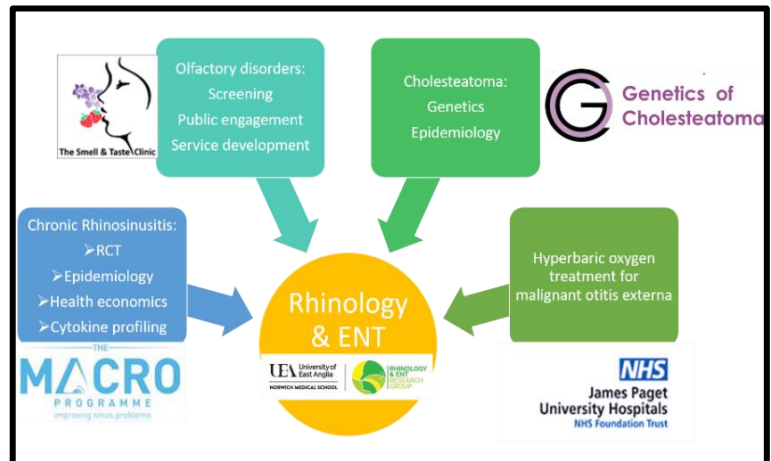 Olfactory disorders:
Screening
Public engagement
Service development
The Smell & Taste Clinic
Cholesteatoma:
Genetics
Epidemiology
Genetics of
Cholesteatoma
Chronic Rhinosinusitis:
➢RCT
➢Epidemiology
➢Health economics
➢Cytokine profiling
THE
MACRO
PROGRAMME
improving sinus problems
Rhinology
& ENT
UEA University of
East Anglia
NORWICH MEDICAL SCHOOL
RHINOLOGY
& ENT
RESEARCH
GROUP
Hyperbaric oxygen
treatment for
malignant otitis externa
NHS
James Paget
University Hospitals
NHS Foundation Trust